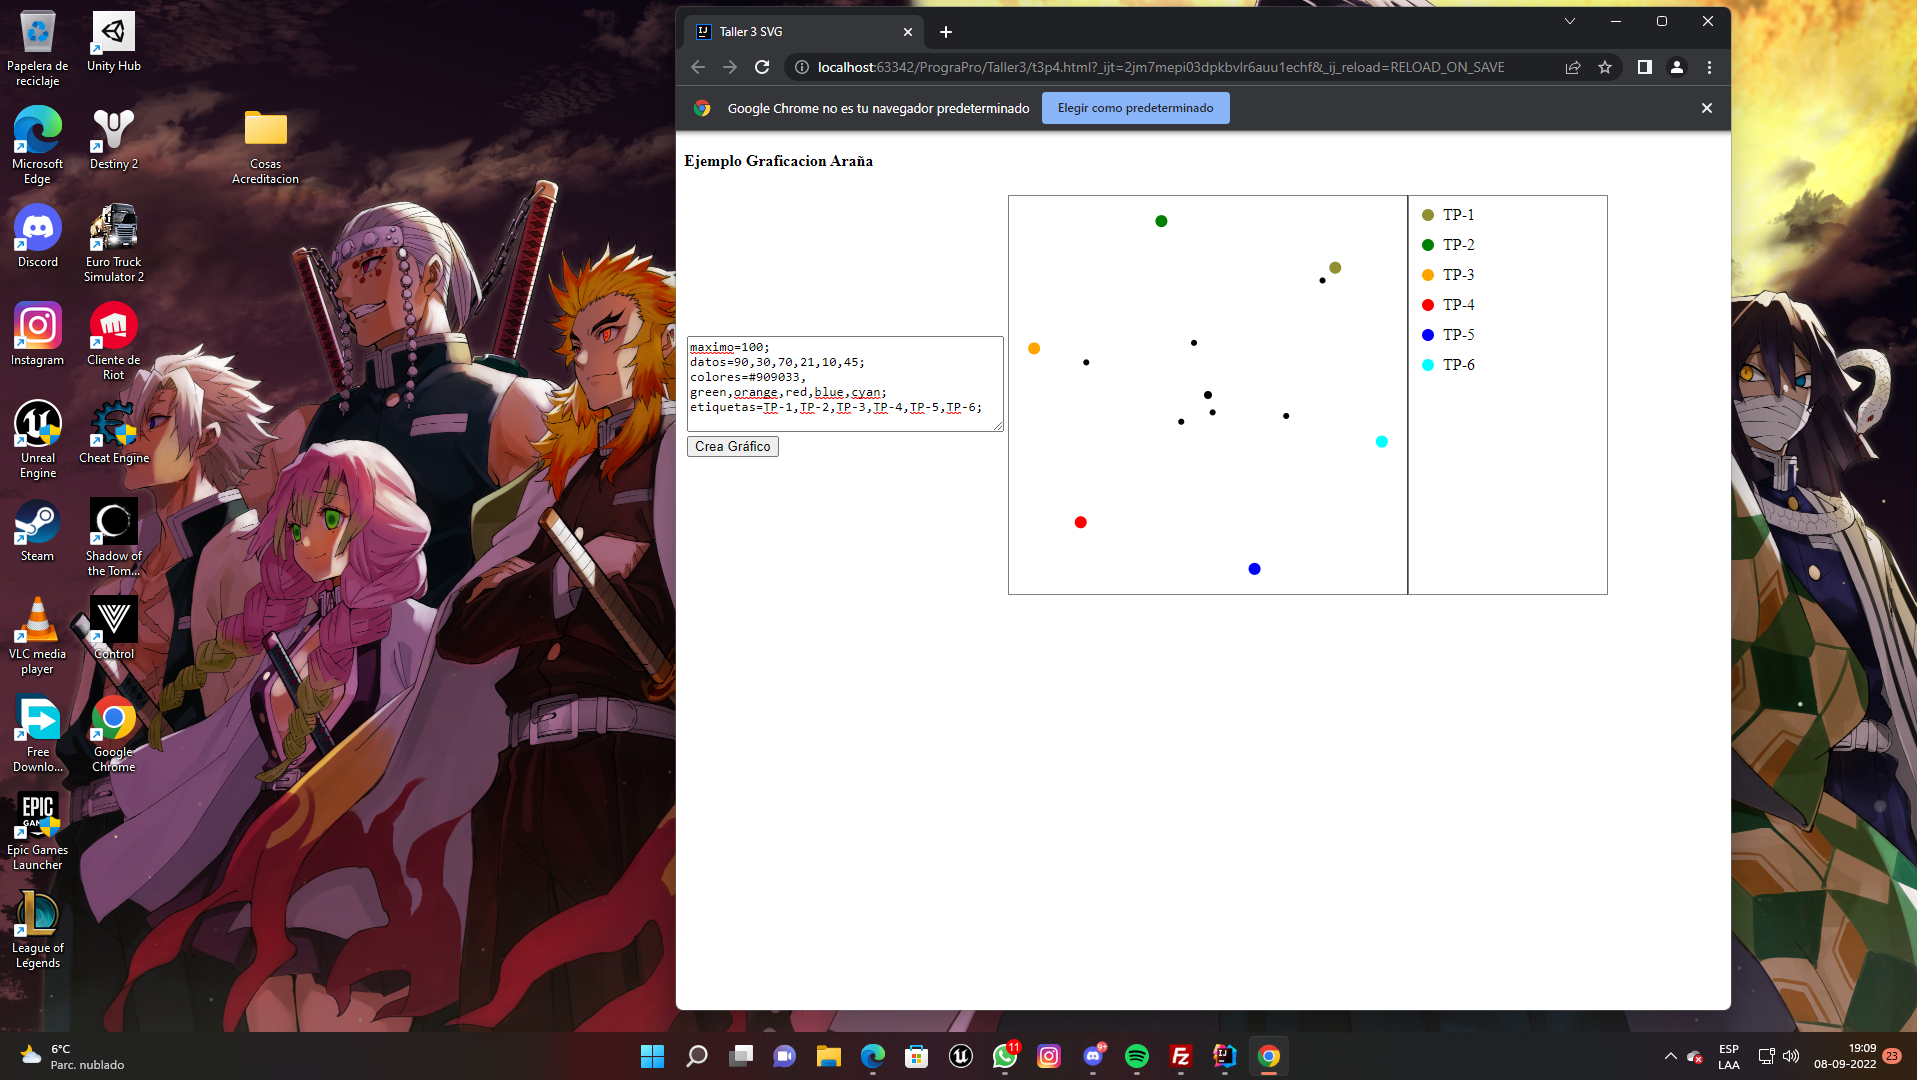 Papelera de
reciclaje
Unity Hub
Microsoft
Edge
Destiny 2
Cosas
Acreditacion
Discord
Euro Truck
Simulator 2
Instagram
Cliente de
Riot
Unreal
Engine
Cheat Engine
Steam
Shadow of
the Tom...
VLC media
player
Control
Free
Downlo...
Google
Chrome
EPIC
GAMES
Epic Games
Launcher
League of
Legends
Taller 3 SVG
localhost:63342/PrograPro/Taller3/t3p4.html?_ijt=2jm7mepi03dpkbvlr6auu1echf&_ij_reload=RELOAD_ON_SAVE
Google Chrome no es tu navegador predeterminado
Elegir como predeterminado
Ejemplo Graficacion Araña
maximo=100;
datos=90,30,70,21,10,45;
colores=#909033,
green,orange,red,blue,cyan;
etiquetas=TP-1,TP-2,TP-3,TP-4,TP-5,TP-6;
Crea Gráfico
TP-1
TP-2
TP-3
TP-4
TP-5
TP-6
6°C
Parc. nublado
11
9+
ESP
LAA
19:09
08-09-2022
23